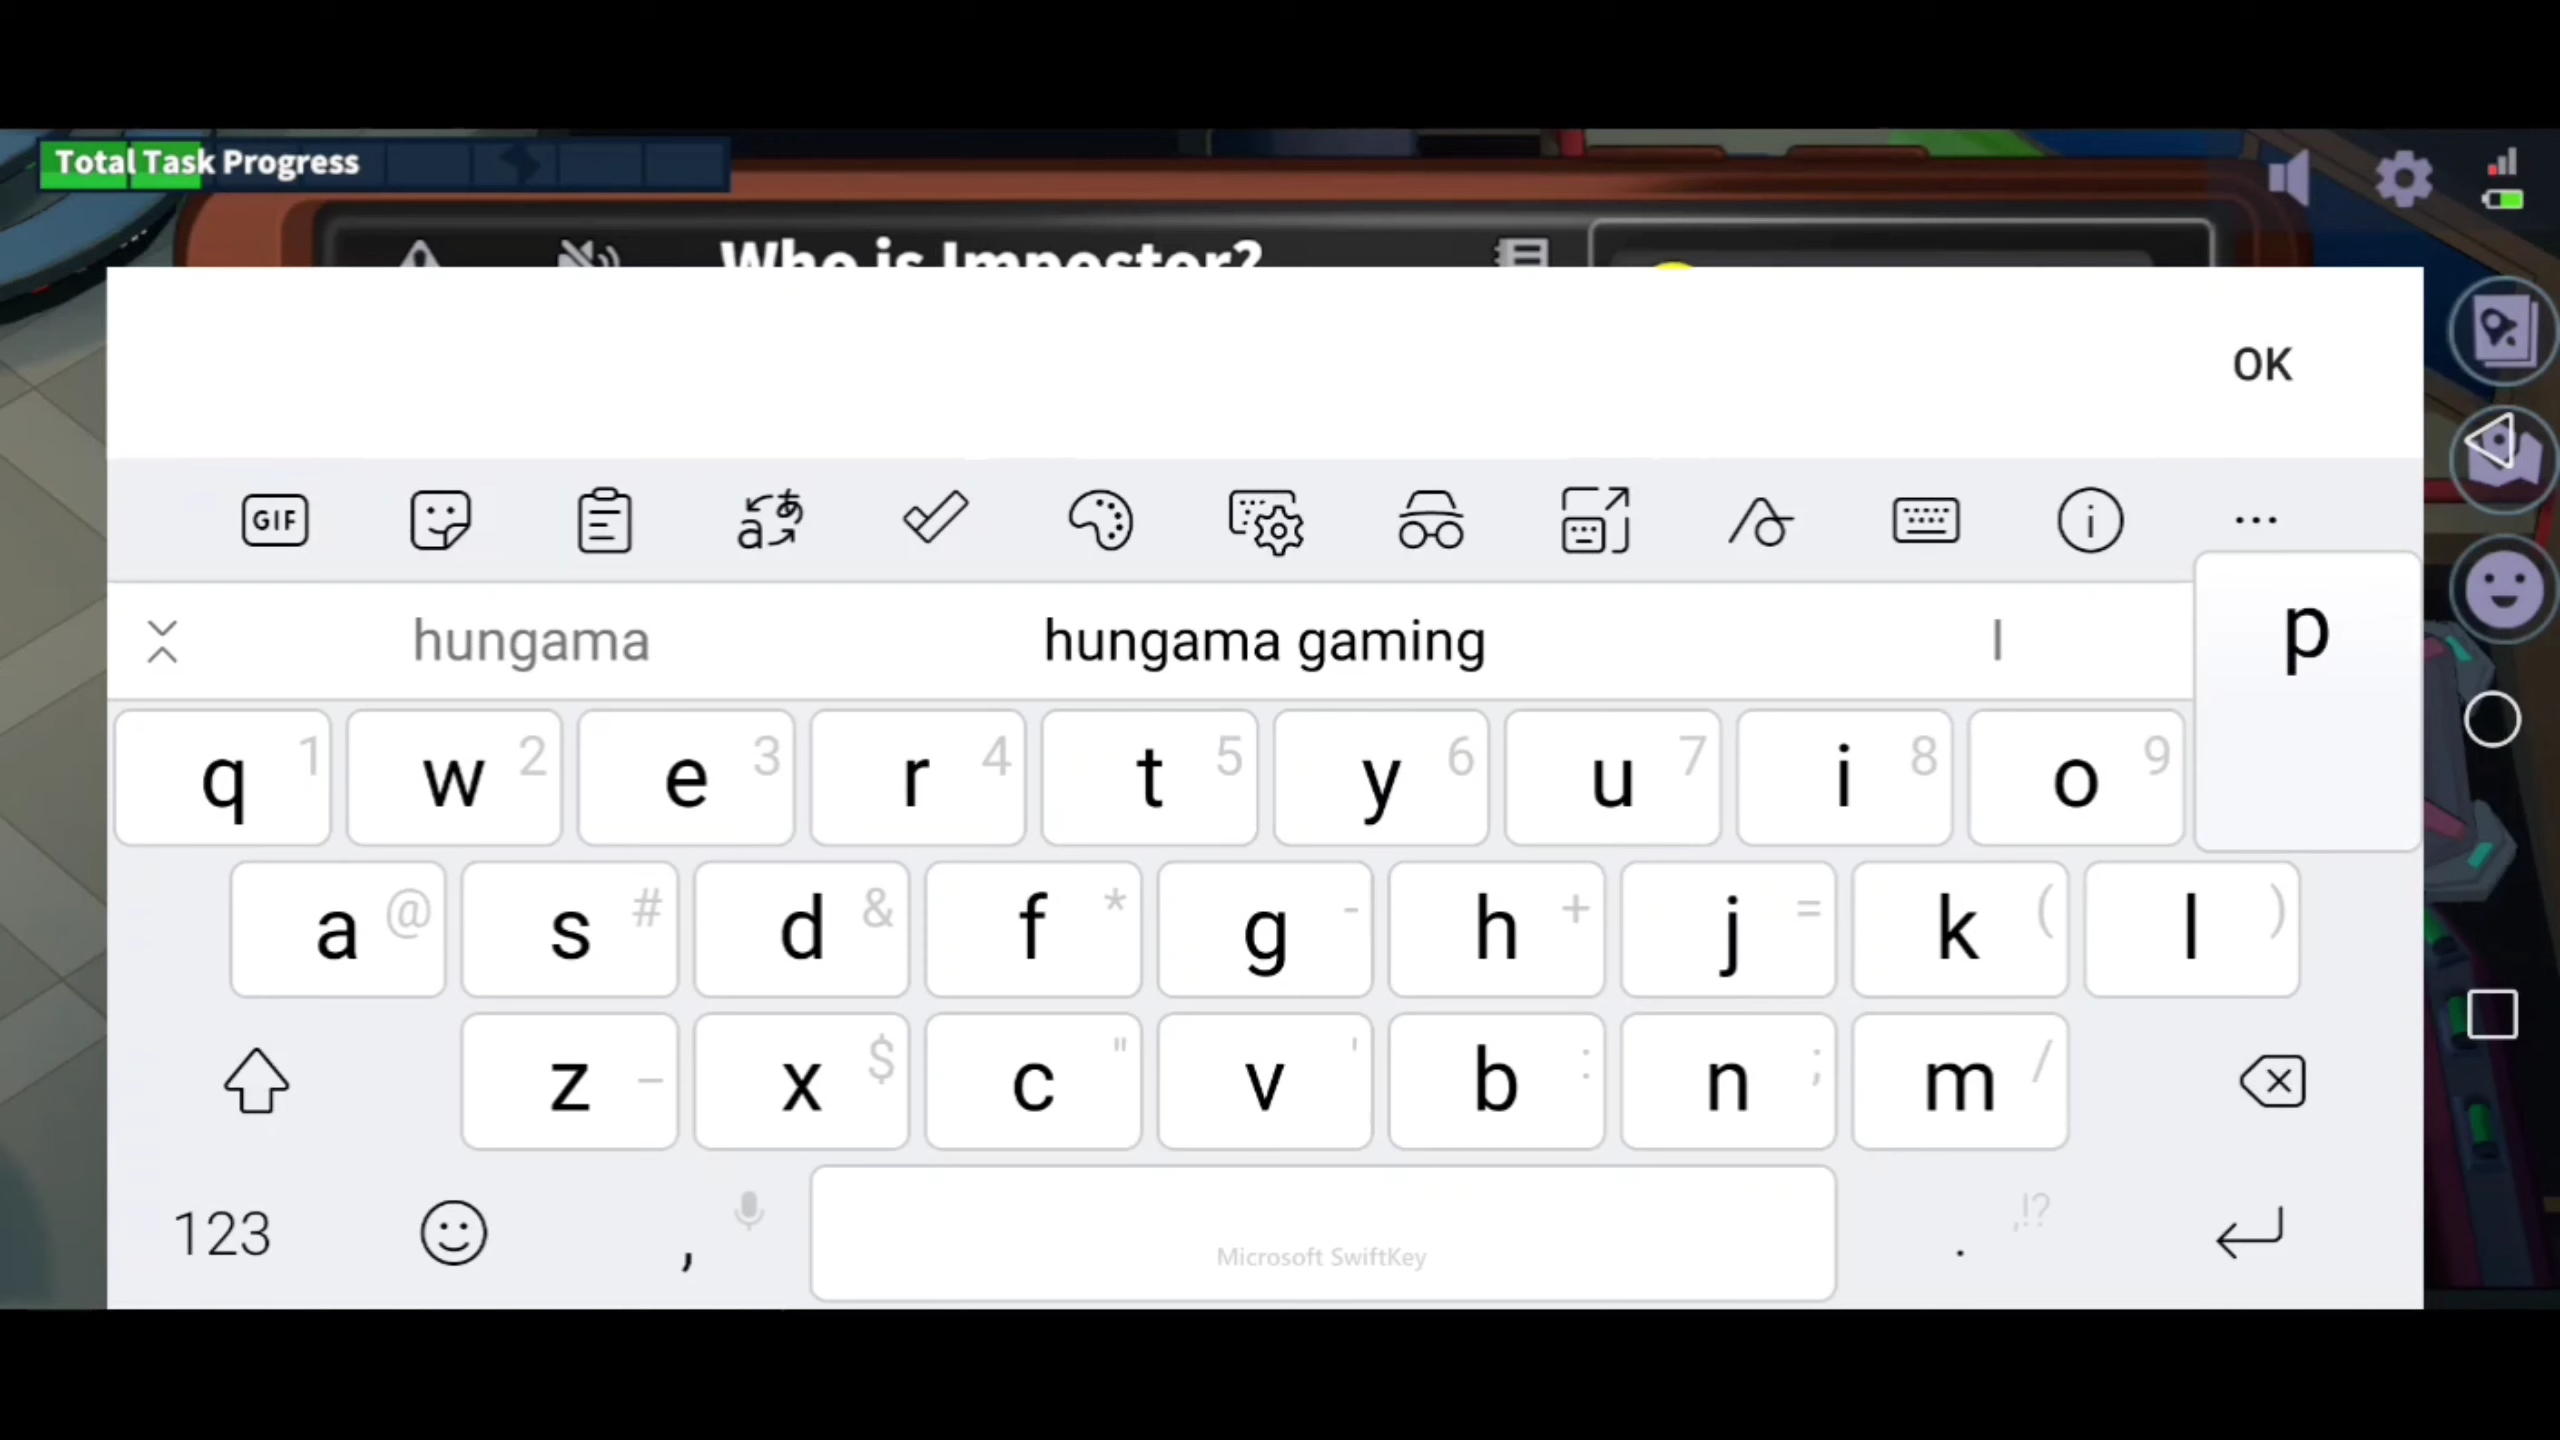 Total Task Progress
Who is Impostor?
OK
GIF
hungama hungama gaming I
p
q 1 w 2 e 3 r 4 t 5 y 6 u 7 i 8 o 9
a @ s # d & f * g - h + j = k ( l )
z _ x $ c " v ' b : n ; m /
123 , . ,!?
Microsoft SwiftKey